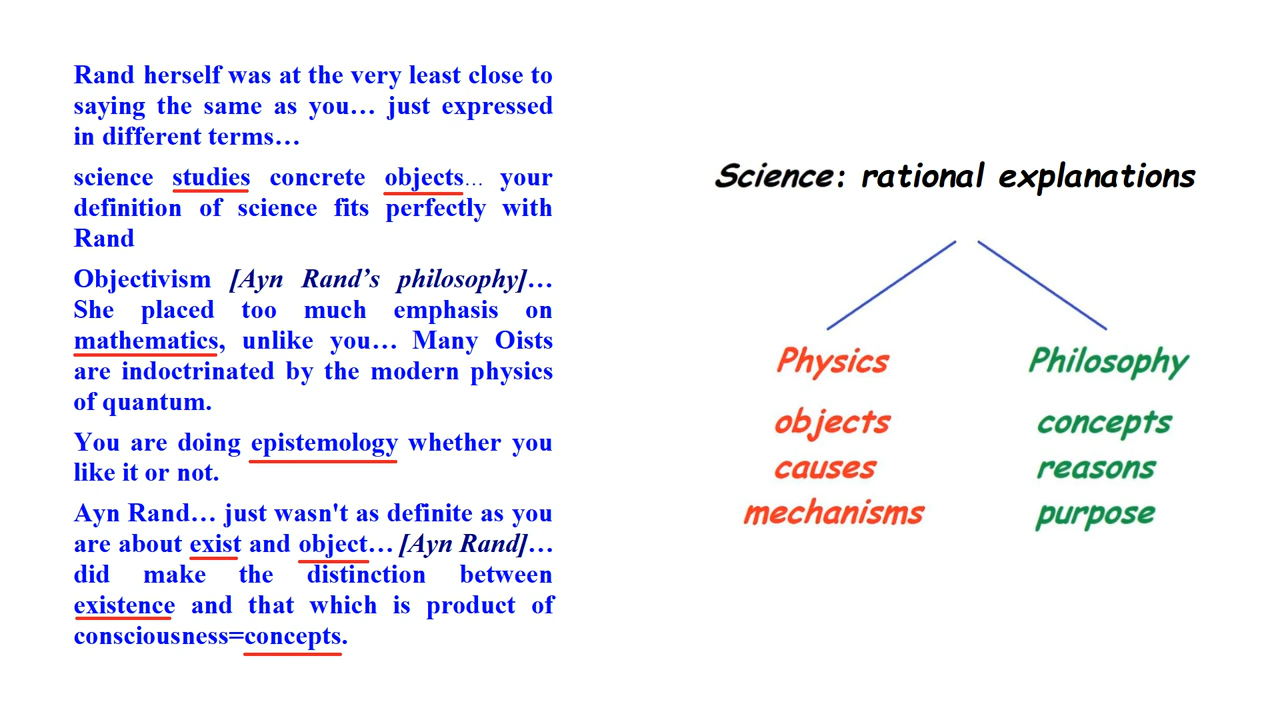 Rand herself was at the very least close to
saying the same as you… just expressed
in different terms…
science studies concrete objects… your
definition of science fits perfectly with
Rand
Objectivism [Ayn Rand’s philosophy]…
She placed too much emphasis on
mathematics, unlike you… Many Oists
are indoctrinated by the modern physics
of quantum.
You are doing epistemology whether you
like it or not.
Ayn Rand… just wasn't as definite as you
are about exist and object… [Ayn Rand]…
did make the distinction between
existence and that which is product of
consciousness=concepts.
Science: rational explanations
Physics
objects
causes
mechanisms
Philosophy
concepts
reasons
purpose